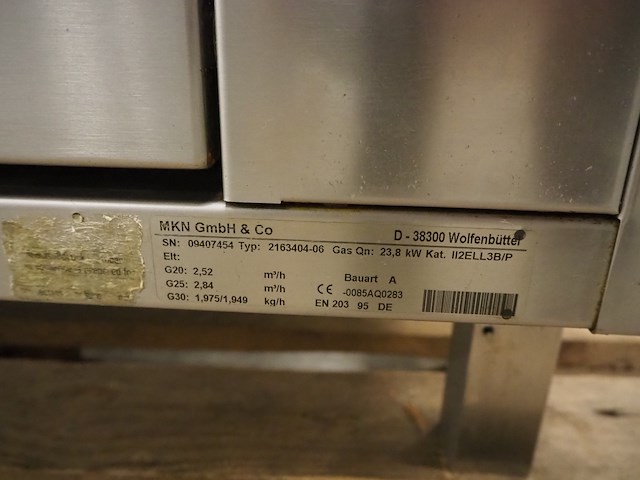 MKN GmbH & Co D - 38300 Wolfenbüttel
SN: 09407454 Typ: 2163404-06 Gas Qn: 23,8 kW Kat. II2ELL3B/P
Elt:
G20: 2,52 m³/h Bauart A
G25: 2,84 m³/h CE -0085AQ0283
G30: 1,975/1,949 kg/h EN 203 95 DE